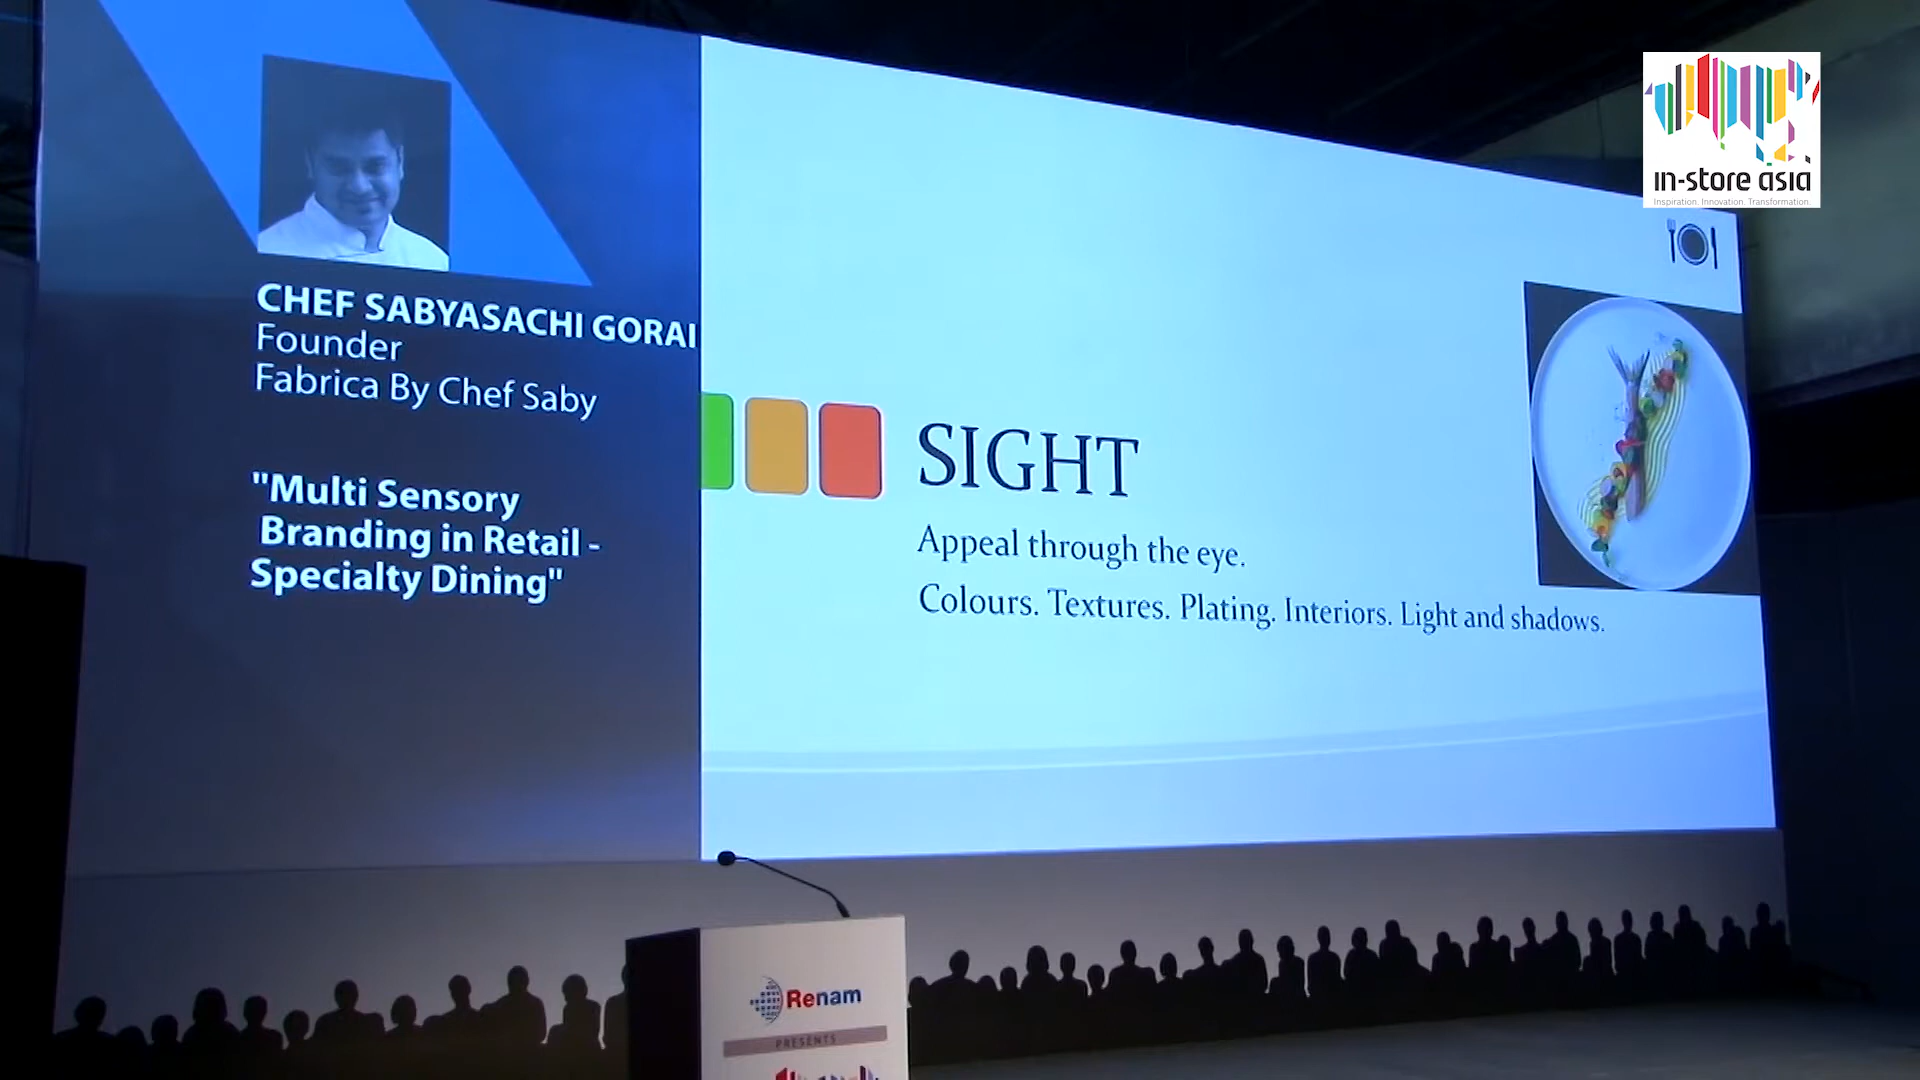 in-store asia
Inspiration. Innovation. Transformation.
CHEF SABYASACHI GORAI
Founder
Fabrica By Chef Saby
"Multi Sensory
Branding in Retail -
Specialty Dining"
SIGHT
Appeal through the eye.
Colours. Textures. Plating. Interiors. Light and shadows.
Renam
PRESENTS